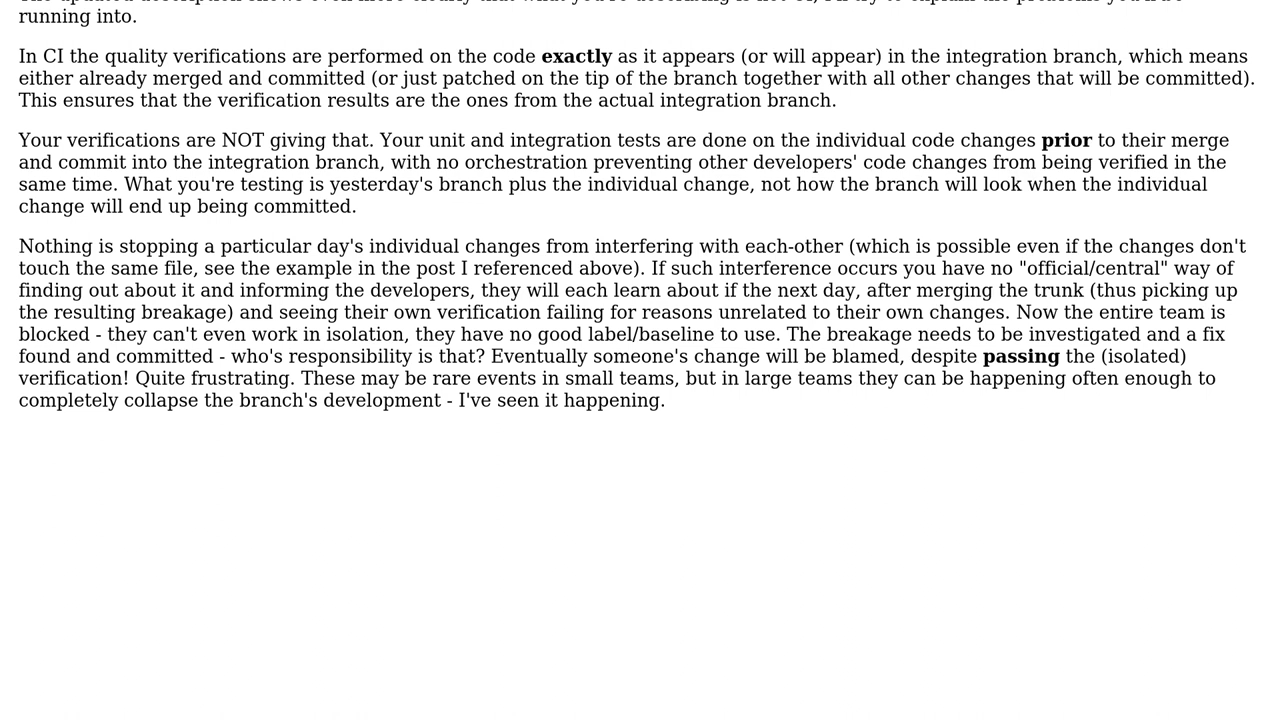 running into.
In CI the quality verifications are performed on the code exactly as it appears (or will appear) in the integration branch, which means
either already merged and committed (or just patched on the tip of the branch together with all other changes that will be committed).
This ensures that the verification results are the ones from the actual integration branch.
Your verifications are NOT giving that. Your unit and integration tests are done on the individual code changes prior to their merge
and commit into the integration branch, with no orchestration preventing other developers' code changes from being verified in the
same time. What you're testing is yesterday's branch plus the individual change, not how the branch will look when the individual
change will end up being committed.
Nothing is stopping a particular day's individual changes from interfering with each-other (which is possible even if the changes don't
touch the same file, see the example in the post I referenced above). If such interference occurs you have no "official/central" way of
finding out about it and informing the developers, they will each learn about if the next day, after merging the trunk (thus picking up
the resulting breakage) and seeing their own verification failing for reasons unrelated to their own changes. Now the entire team is
blocked - they can't even work in isolation, they have no good label/baseline to use. The breakage needs to be investigated and a fix
found and committed - who's responsibility is that? Eventually someone's change will be blamed, despite passing the (isolated)
verification! Quite frustrating. These may be rare events in small teams, but in large teams they can be happening often enough to
completely collapse the branch's development - I've seen it happening.